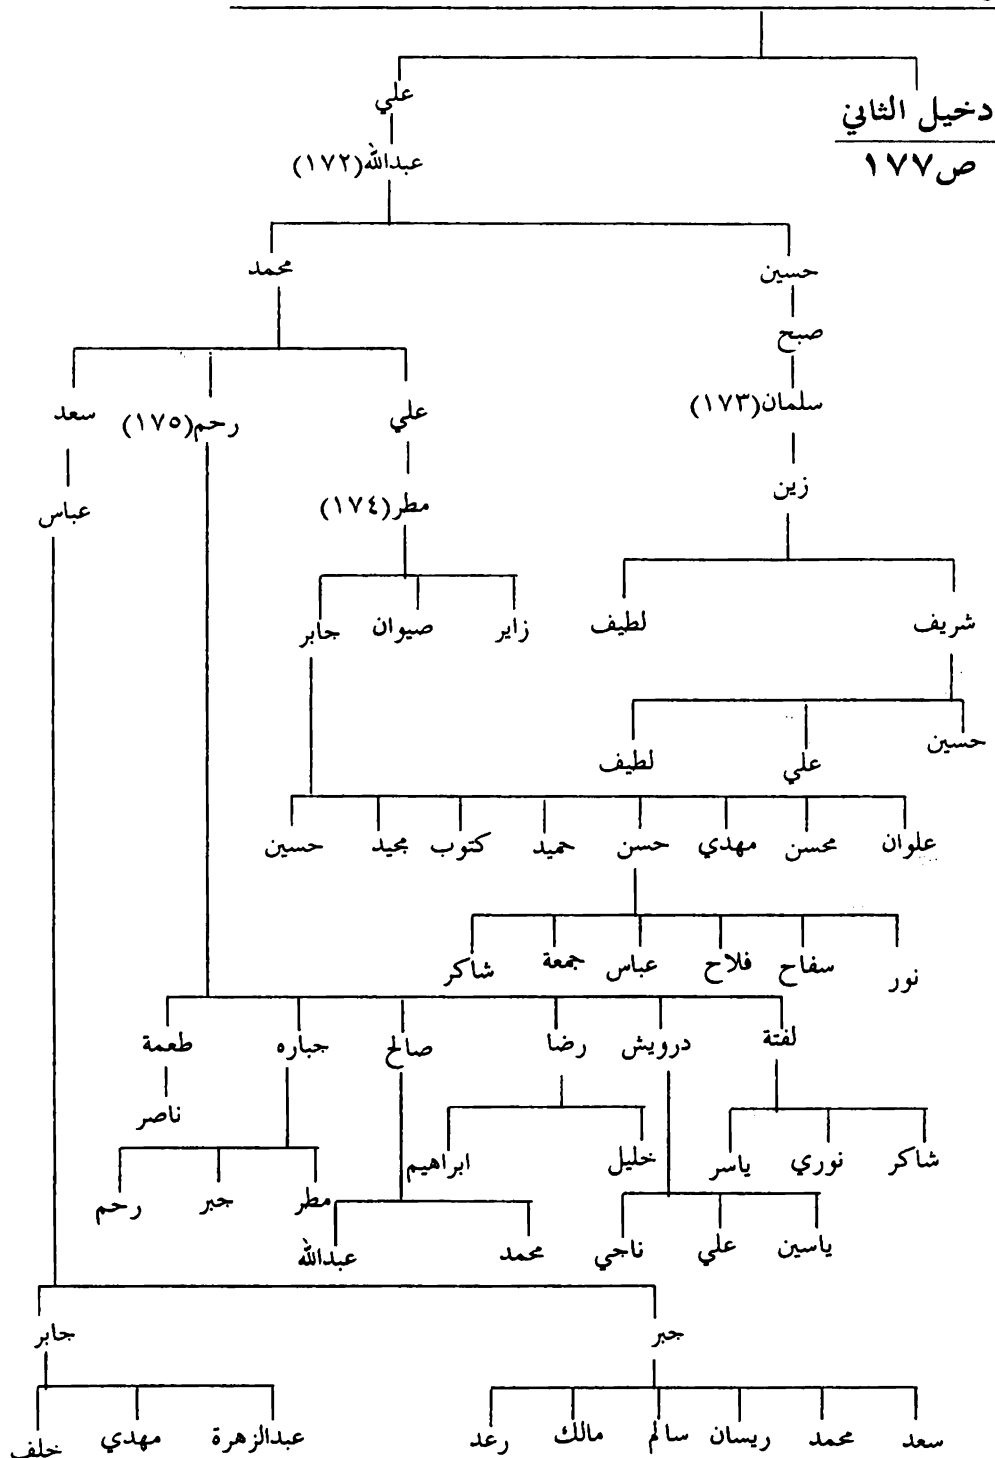 علي
دخيل الثاني
ص١٧٧
عبدالله(١٧٢)
حسين محمد
صبح
سلمان(١٧٣)
علي رحم(١٧٥) سعد
زين
مطر(١٧٤)
عباس
شريف لطيف
زاير صيوان جابر
حسين علي لطيف
علوان محسن مهدي حسن حميد كتوب مجيد حسين
نور سفاح فلاح عباس جمعة شاكر
لفتة درويش رضا صالح جباره طعمة
ناصر
شاكر نوري ياسر خليل ابراهيم
مطر جبر رحم
ياسين علي ناجي محمد عبدالله
جبر جابر
سعد محمد ريسان سالم مالك رعد عبدالزهرة مهدي خلف